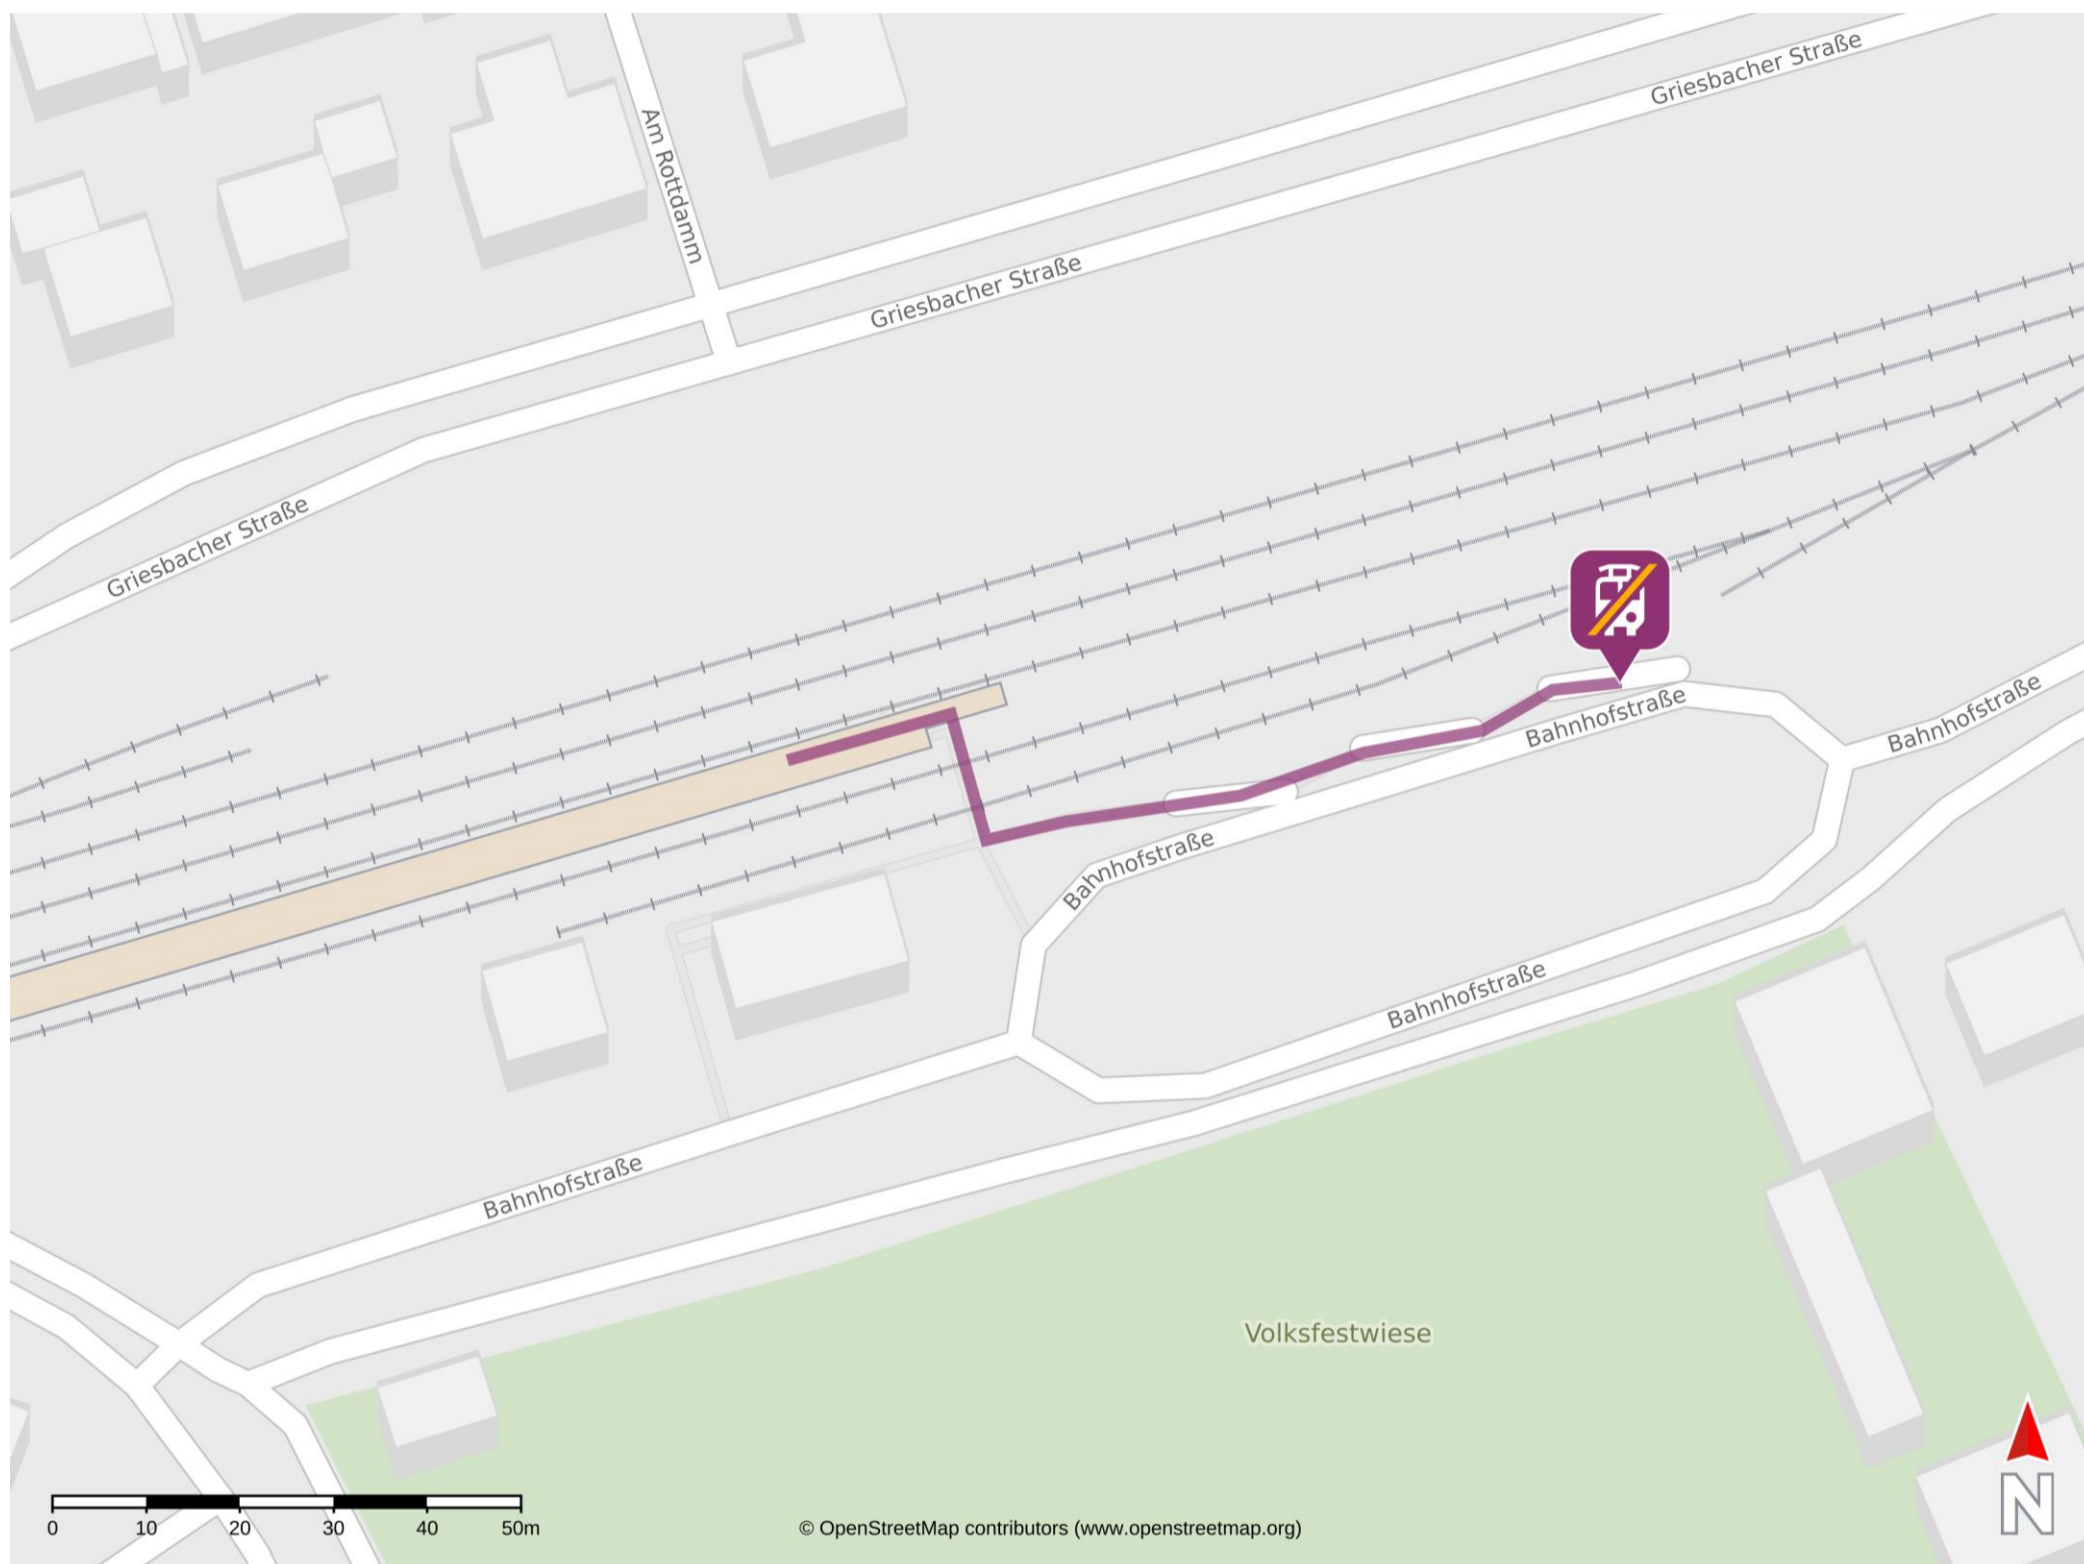 Griesbacher Straße
Am Rottdamm
Griesbacher Straße
Griesbacher Straße
Bahnhofstraße
Bahnhofstraße
Bahnhofstraße
Bahnhofstraße
Bahnhofstraße
Volksfestwiese
0 10 20 30 40 50m
© OpenStreetMap contributors (www.openstreetmap.org)
N